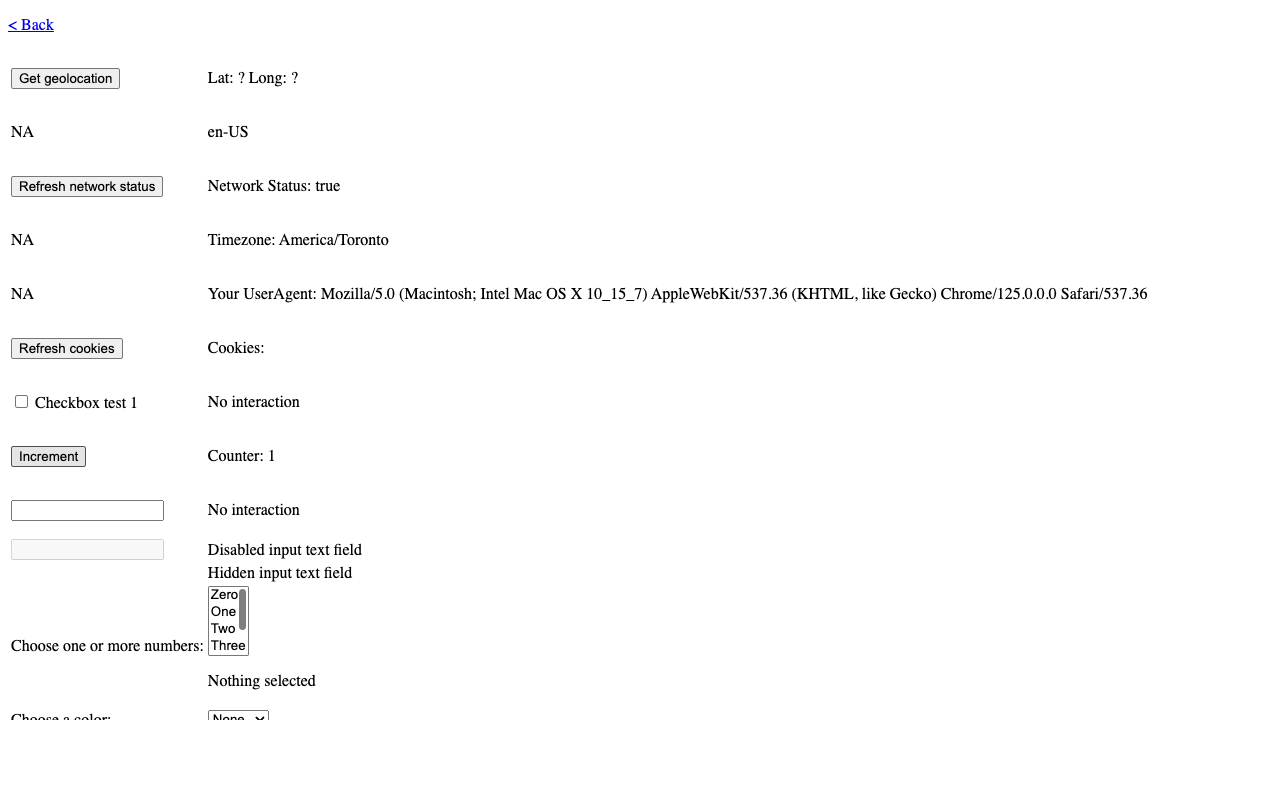 < Back
Get geolocation Lat: ? Long: ?
NA en-US
Refresh network status Network Status: true
NA Timezone: America/Toronto
NA Your UserAgent: Mozilla/5.0 (Macintosh; Intel Mac OS X 10_15_7) AppleWebKit/537.36 (KHTML, like Gecko) Chrome/125.0.0.0 Safari/537.36
Refresh cookies Cookies:
Checkbox test 1 No interaction
Increment Counter: 1
No interaction
Disabled input text field
Hidden input text field
Zero
One
Two
Choose one or more numbers: Three
Nothing selected
Choose a color: None